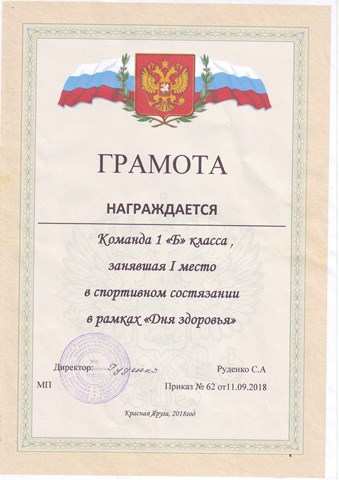 ГРАМОТА
НАГРАЖДАЕТСЯ
Команда 1 «Б» класса ,
занявшая I место
в спортивном состязании
в рамках «Дня здоровья»
Директор: Руденко Руденко С.А
МП Приказ № 62 от11.09.2018
Красная Яруга, 2018год